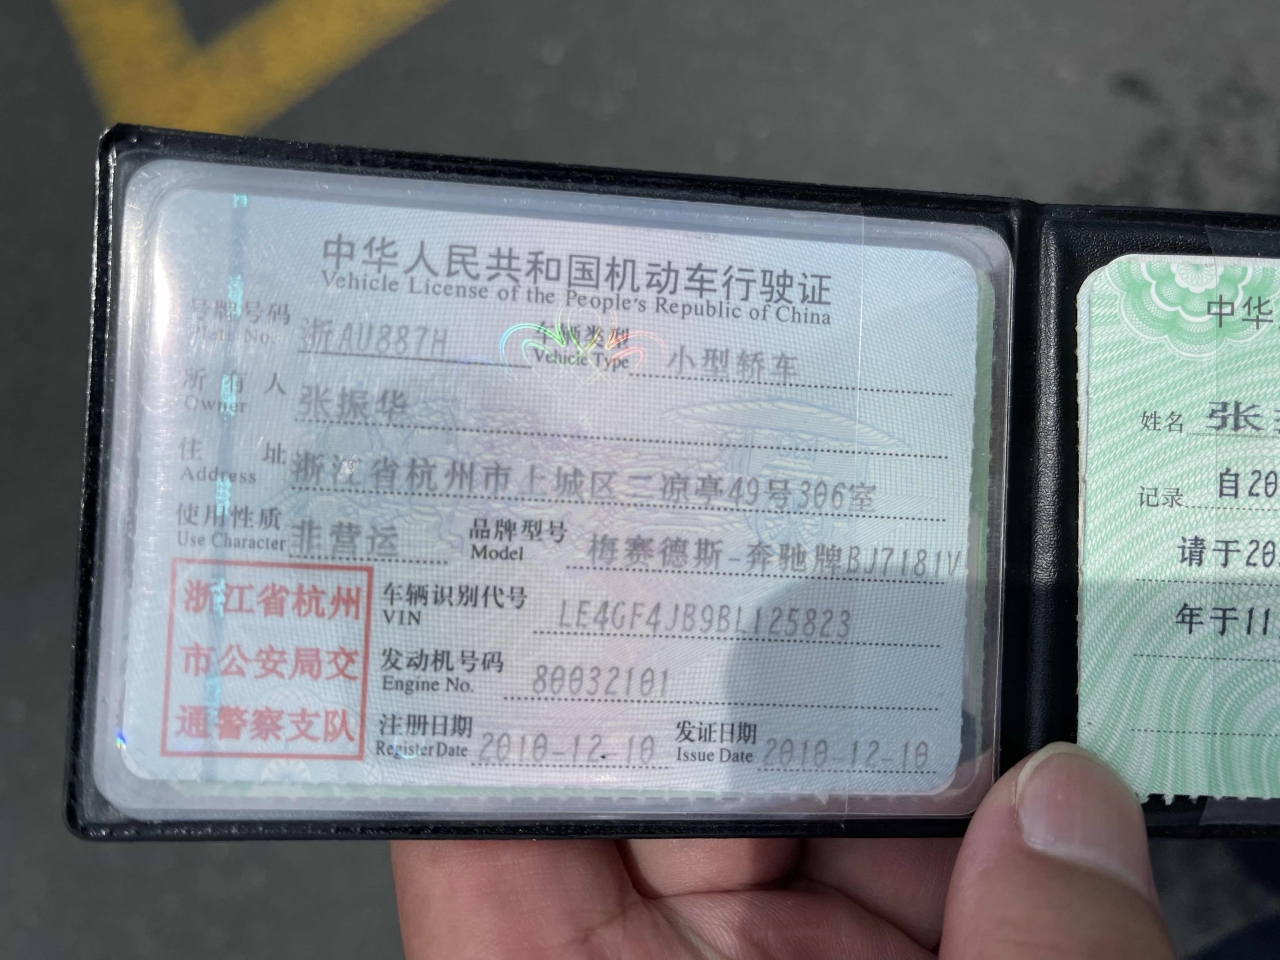 中华人民共和国机动车行驶证
Vehicle License of the People's Republic of China
号牌号码 浙AU887H 车辆类型 小型轿车
Plate No. Vehicle Type
所有人 张振华
Owner
住址 浙江省杭州市上城区二凉亭49号306室
Address
使用性质 非营运 品牌型号 梅赛德斯-奔驰牌BJ7181V
Use Character Model
浙江省杭州
市公安局交
通警察支队
车辆识别代号 LE4GF4JB9BL125823
VIN
发动机号码 80032101
Engine No.
注册日期 2010-12-10 发证日期 2010-12-10
Register Date Issue Date
中华
姓名 张
记录 自20
请于20
年于11